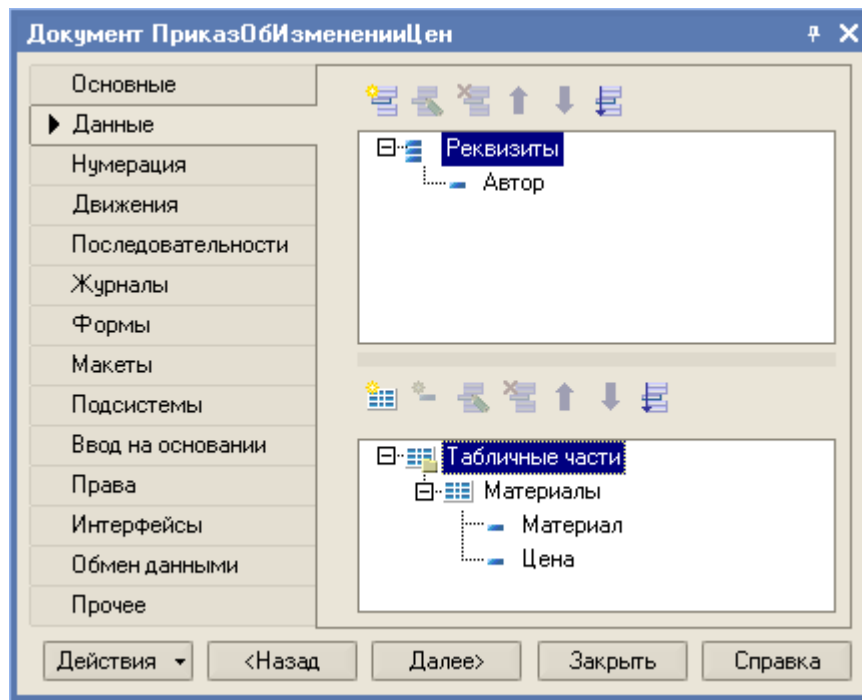 Документ ПриказОбИзмененииЦен
Основные
Данные
Нумерация
Движения
Последовательности
Журналы
Формы
Макеты
Подсистемы
Ввод на основании
Права
Интерфейсы
Обмен данными
Прочее
Реквизиты
Автор
Табличные части
Материалы
Материал
Цена
Действия <Назад Далее> Закрыть Справка